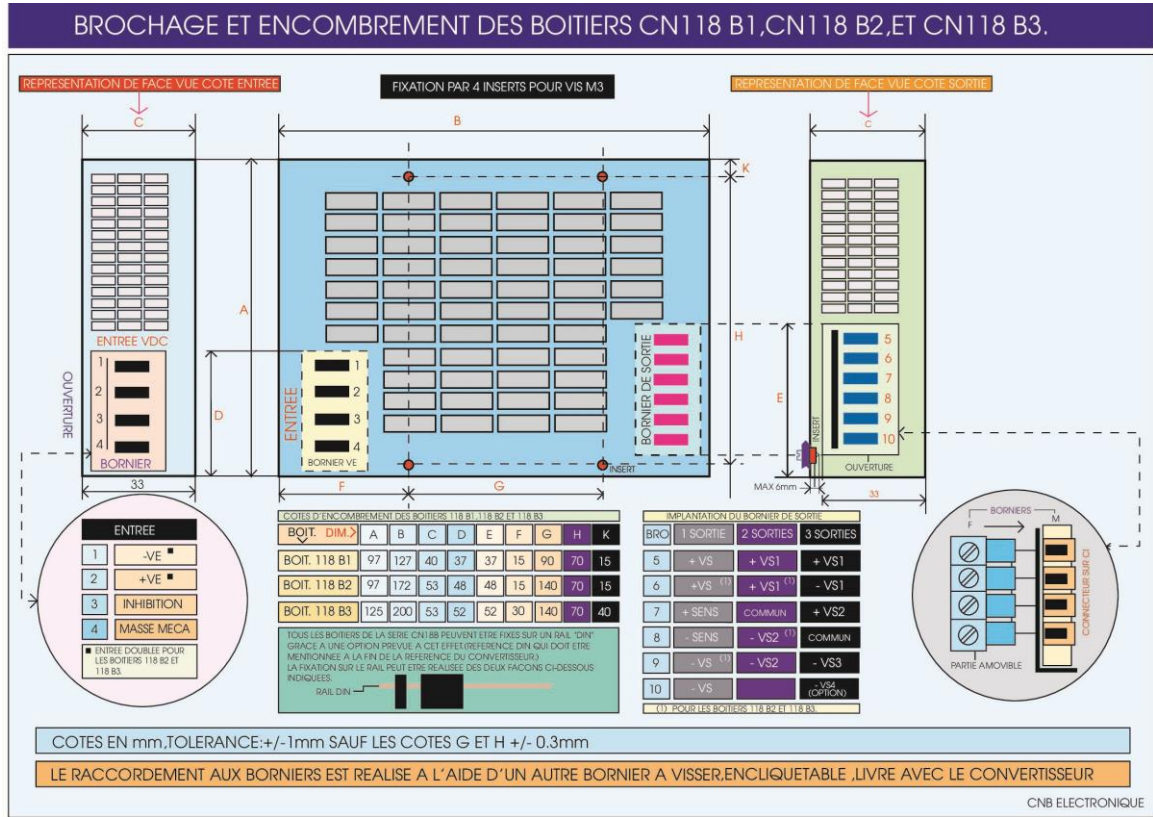 BROCHAGE ET ENCOMBREMENT DES BOITIERS CN118 B1,CN118 B2,ET CN118 B3.
REPRESENTATION DE FACE VUE COTE ENTREE
FIXATION PAR 4 INSERTS POUR VIS M3
REPRESENTATION DE FACE VUE COTE SORTIE
C
B
C
K
A
H
ENTREE VDC
1
2
3
4
BORNIER
OUVERTURE
33
D
ENTREE
1
2
3
4
BORNIER VE
BORNIER DE SORTIE
INSERT
F
G
E
5
6
7
8
9
10
INSERT
OUVERTURE
MAX 6mm
33
ENTREE
1 -VE ■
2 +VE ■
3 INHIBITION
4 MASSE MECA
■ ENTREE DOUBLEE POUR
LES BOITIERS 118 B2 ET
118 B3.
COTES D'ENCOMBREMENT DES BOITIERS 118 B1,118 B2 ET 118 B3
BOIT. DIM.> A B C D E F G H K
BOIT. 118 B1 97 127 40 37 37 15 90 70 15
BOIT. 118 B2 97 172 53 48 48 15 140 70 15
BOIT. 118 B3 125 200 53 52 52 30 140 70 40
TOUS LES BOITIERS DE LA SERIE CN18B PEUVENT ETRE FIXES SUR UN RAIL "DIN"
GRACE A UNE OPTION PREVUE A CET EFFET.(REFERENCE DIN QUI DOIT ETRE
MENTIONNEE A LA FIN DE LA REFERENCE DU CONVERTISSEUR.)
LA FIXATION SUR LE RAIL PEUT ETRE REALISEE DES DEUX FACONS CI-DESSOUS
INDIQUEES.
RAIL DIN
IMPLANTATION DU BORNIER DE SORTIE
BRO 1 SORTIE 2 SORTIES 3 SORTIES
5 + VS + VS1 + VS1
6 +VS (1) + VS1 (1) - VS1
7 + SENS COMMUN + VS2
8 - SENS - VS2 (1) COMMUN
9 - VS (1) - VS2 - VS3
10 - VS - VS4
(OPTION)
(1) POUR LES BOITIERS 118 B2 ET 118 B3.
BORNIERS
F
M
CONNECTEUR SUR CI
PARTIE AMOVIBLE
COTES EN mm,TOLERANCE:+/-1mm SAUF LES COTES G ET H +/- 0.3mm
LE RACCORDEMENT AUX BORNIERS EST REALISE A L'AIDE D'UN AUTRE BORNIER A VISSER,ENCLIQUETABLE ,LIVRE AVEC LE CONVERTISSEUR
CNB ELECTRONIQUE